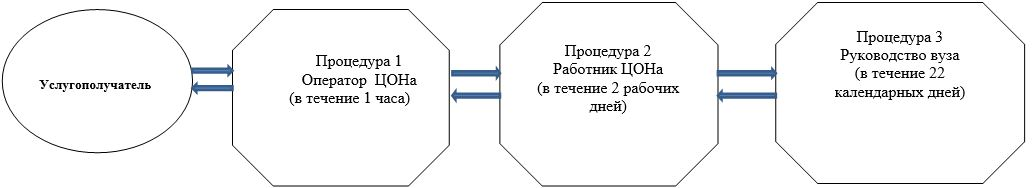 Услугополучатель
Процедура 1
Оператор ЦОНа
(в течение 1 часа)
Процедура 2
Работник ЦОНа
(в течение 2 рабочих
дней)
Процедура 3
Руководство вуза
(в течение 22
календарных дней)